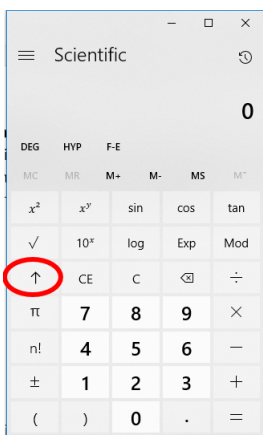 Scientific
0
DEG HYP F-E
MC MR M+ M- MS M˅
x² xʸ sin cos tan
√ 10ˣ log Exp Mod
↑ CE C ⌫ ÷
π 7 8 9 ×
n! 4 5 6 −
± 1 2 3 +
( ) 0 . =